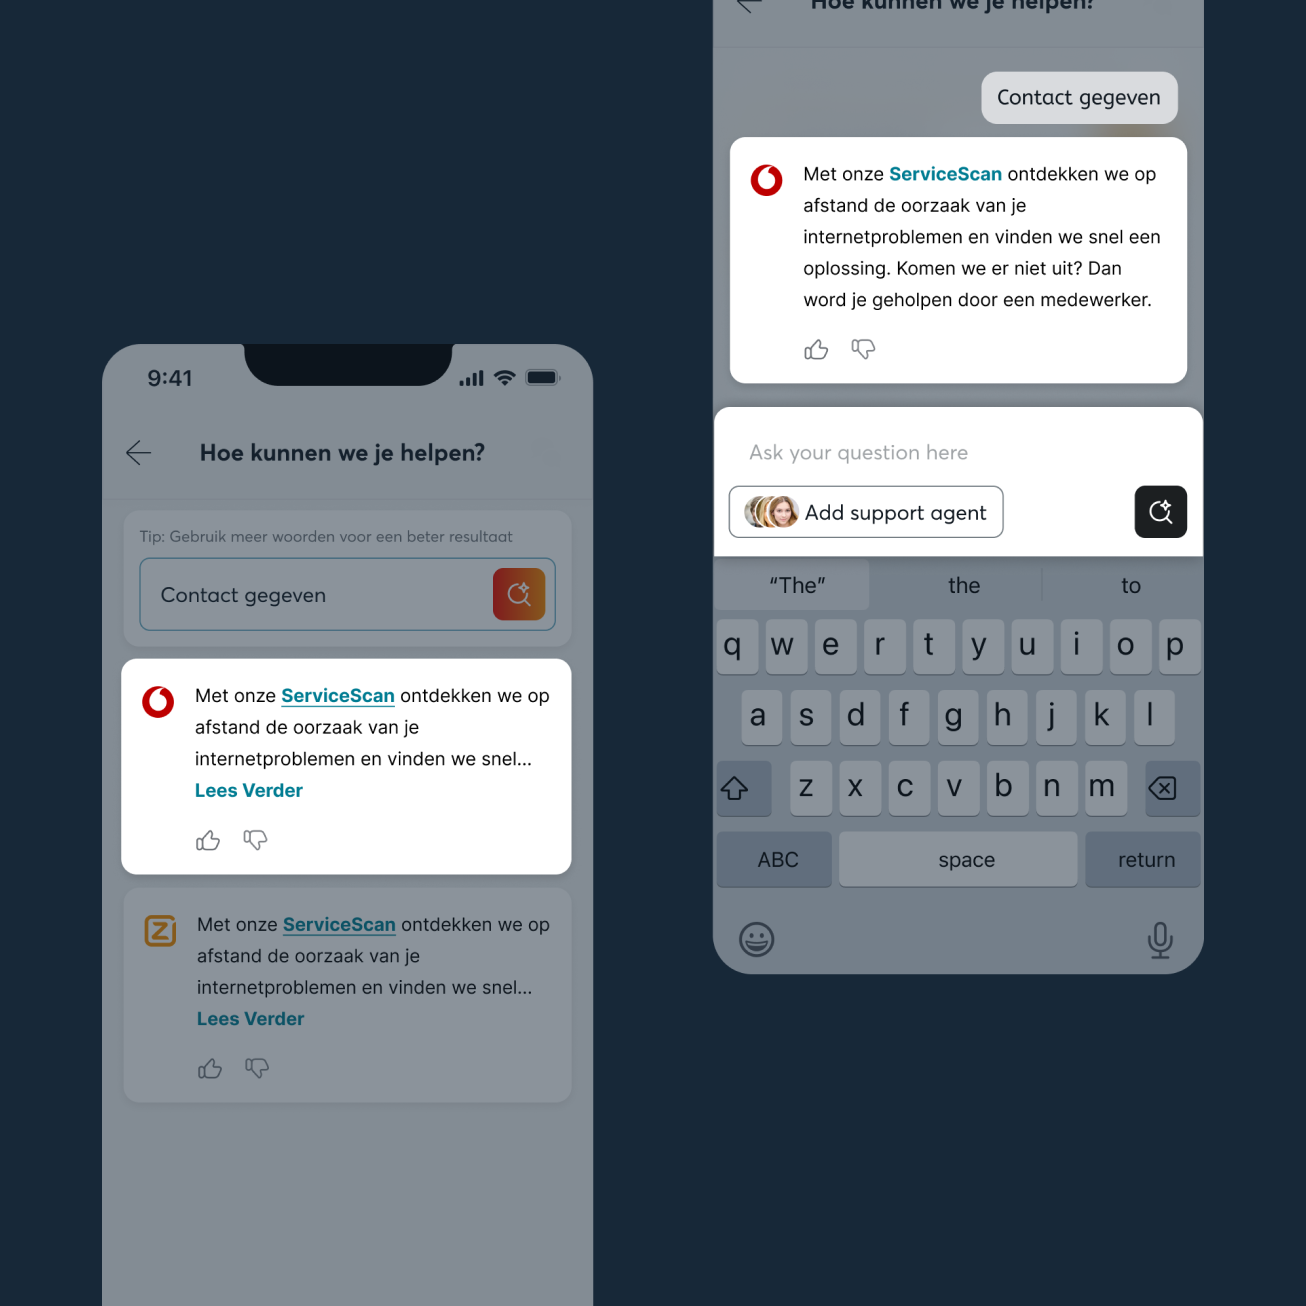 9:41
Hoe kunnen we je helpen?
Tip: Gebruik meer woorden voor een beter resultaat
Contact gegeven
Met onze ServiceScan ontdekken we op
afstand de oorzaak van je
internetproblemen en vinden we snel...
Lees Verder
Met onze ServiceScan ontdekken we op
afstand de oorzaak van je
internetproblemen en vinden we snel...
Lees Verder
Hoe kunnen we je helpen?
Contact gegeven
Met onze ServiceScan ontdekken we op
afstand de oorzaak van je
internetproblemen en vinden we snel een
oplossing. Komen we er niet uit? Dan
word je geholpen door een medewerker.
Ask your question here
Add support agent
“The” the to
q w e r t y u i o p
a s d f g h j k l
z x c v b n m
ABC space return